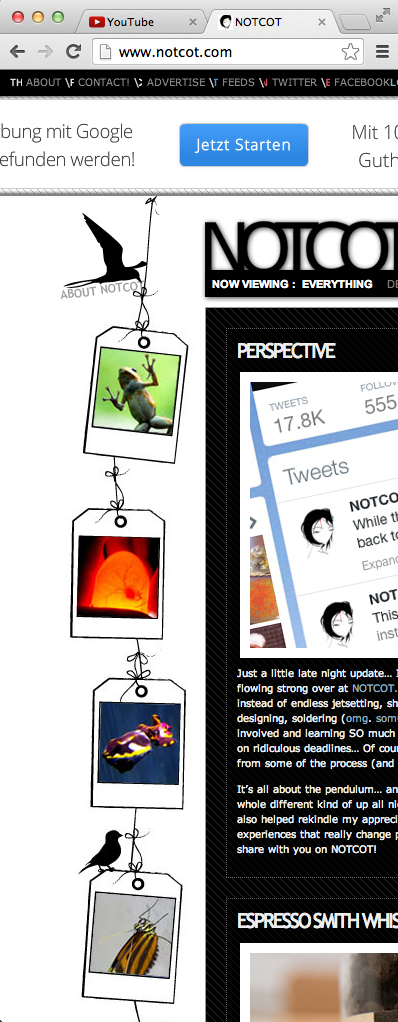 YouTube
NOTCOT
www.notcot.com
TH ABOUT \F CONTACT! \: ADVERTISE \T FEEDS \ TWITTER \E FACEBOOK
bung mit Google
efunden werden!
Jetzt Starten
Mit 10
Guth
NOTCOT
ABOUT NOTCOT
NOW VIEWING : EVERYTHING DE
PERSPECTIVE
TWEETS
17.8K
FOLLOW
555
Tweets
NOTCO
While th
back to
Expand
NOT
This
inst
Just a little late night update... I
flowing strong over at NOTCOT.
instead of endless jetsetting, sh
designing, soldering (omg. som
involved and learning SO much
on ridiculous deadlines... Of cour
from some of the process (and
It's all about the pendulum... an
whole different kind of up all ni
also helped rekindle my apprec
experiences that really change p
share with you on NOTCOT!
ESPRESSO SMITH WHIS